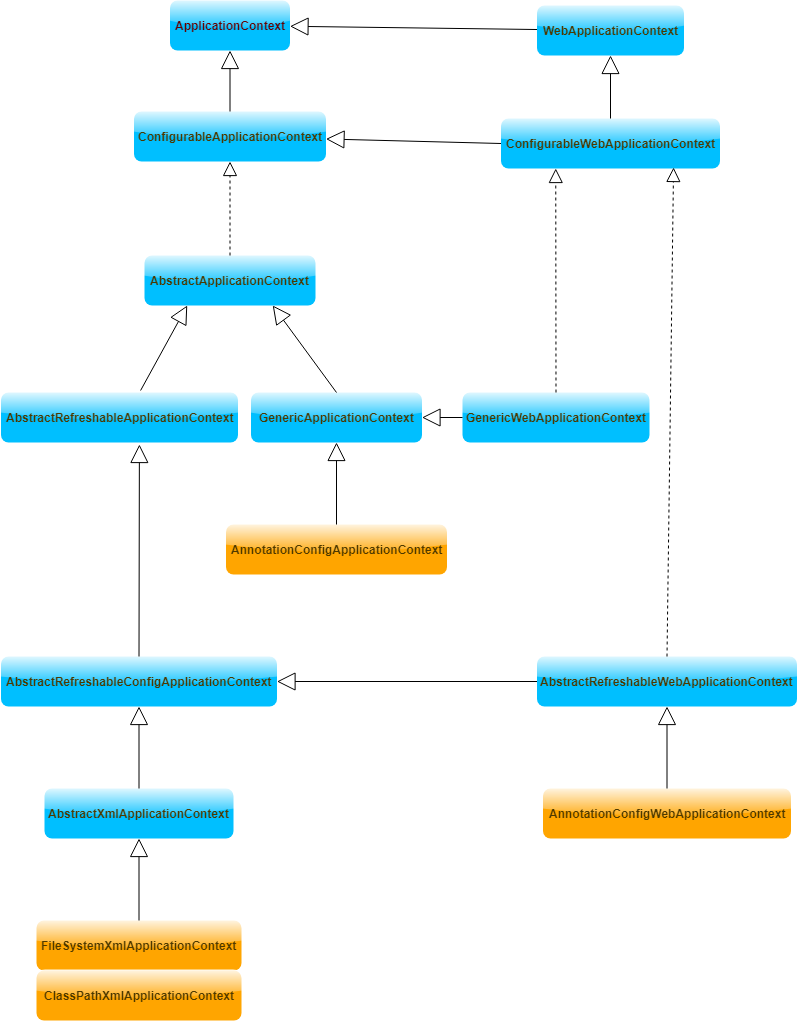 ApplicationContext
WebApplicationContext
ConfigurableApplicationContext
ConfigurableWebApplicationContext
AbstractApplicationContext
AbstractRefreshableApplicationContext
GenericApplicationContext
GenericWebApplicationContext
AnnotationConfigApplicationContext
AbstractRefreshableConfigApplicationContext
AbstractRefreshableWebApplicationContext
AbstractXmlApplicationContext
AnnotationConfigWebApplicationContext
FileSystemXmlApplicationContext
ClassPathXmlApplicationContext